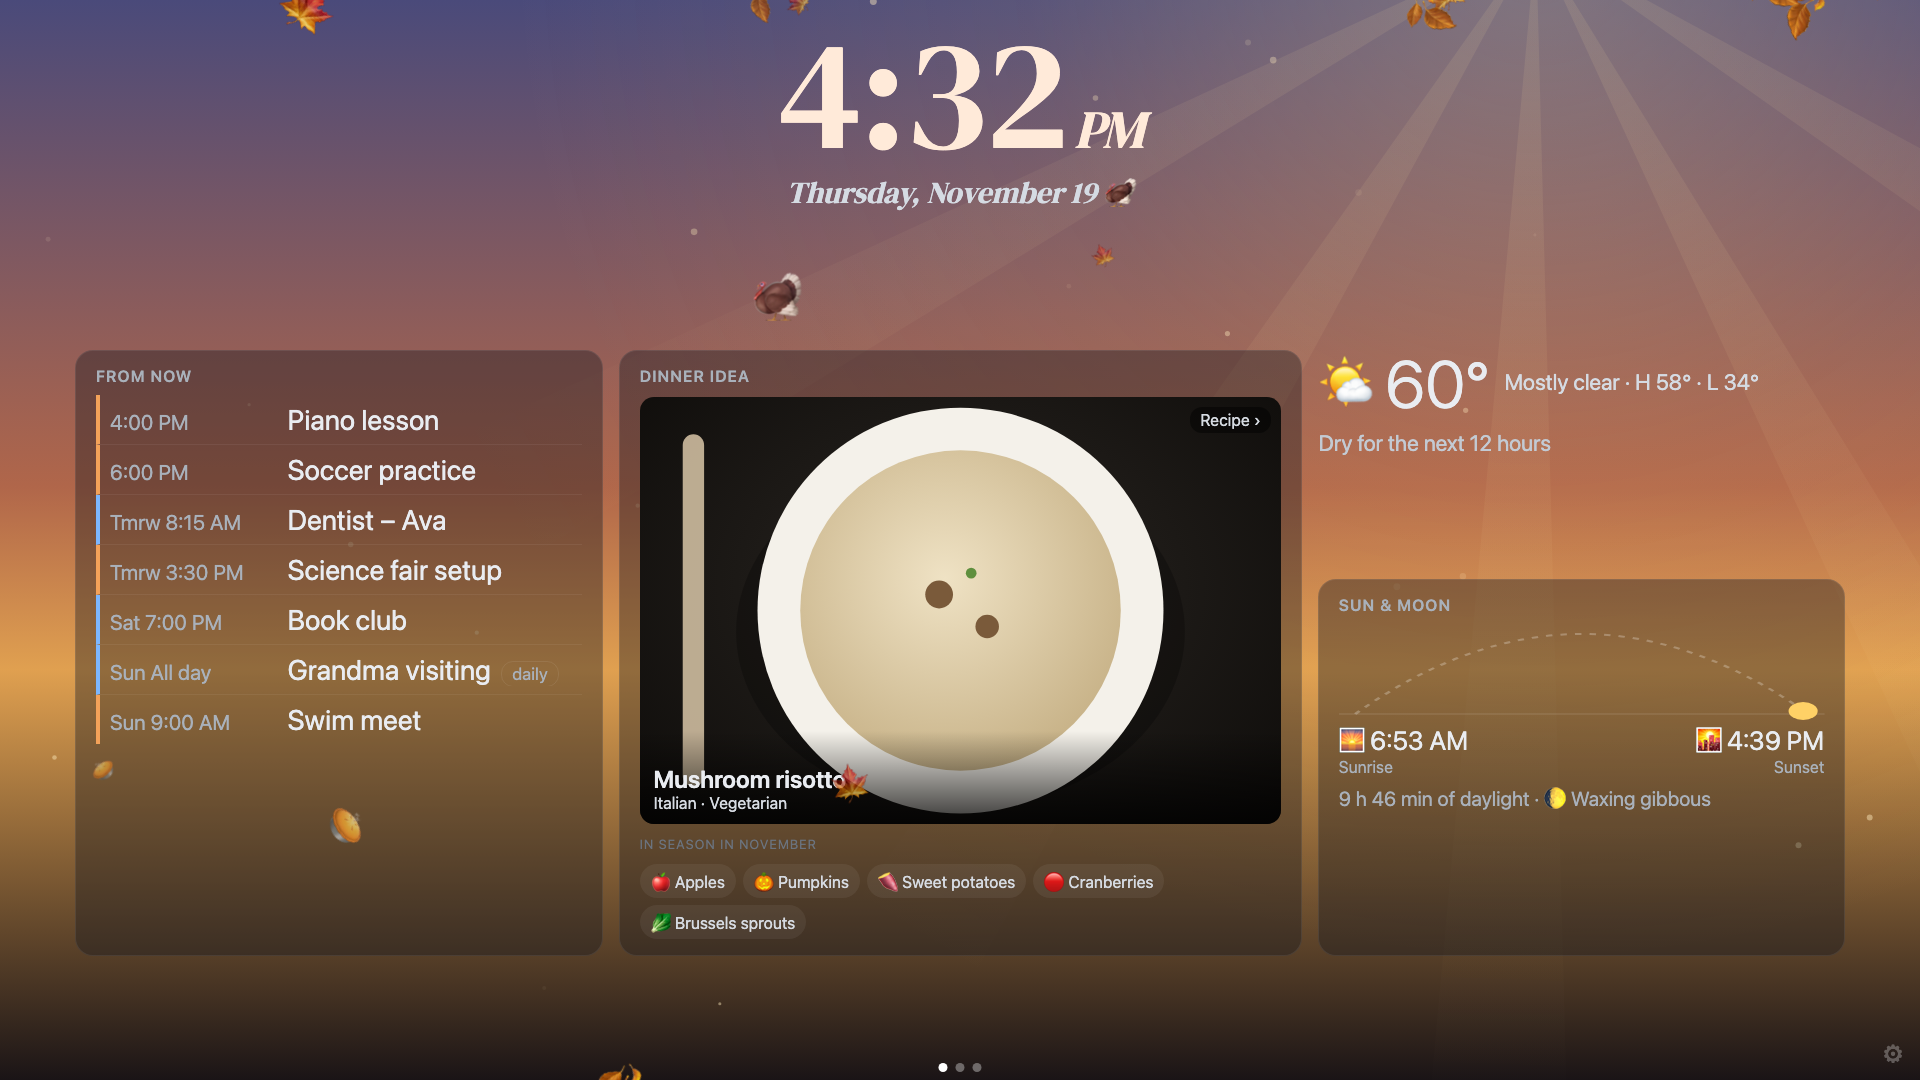 4:32 PM
Thursday, November 19
FROM NOW
4:00 PM Piano lesson
6:00 PM Soccer practice
Tmrw 8:15 AM Dentist – Ava
Tmrw 3:30 PM Science fair setup
Sat 7:00 PM Book club
Sun All day Grandma visiting daily
Sun 9:00 AM Swim meet
DINNER IDEA
Recipe ›
Mushroom risotto
Italian · Vegetarian
IN SEASON IN NOVEMBER
Apples Pumpkins Sweet potatoes Cranberries
Brussels sprouts
60° Mostly clear · H 58° · L 34°
Dry for the next 12 hours
SUN & MOON
6:53 AM 4:39 PM
Sunrise Sunset
9 h 46 min of daylight · Waxing gibbous